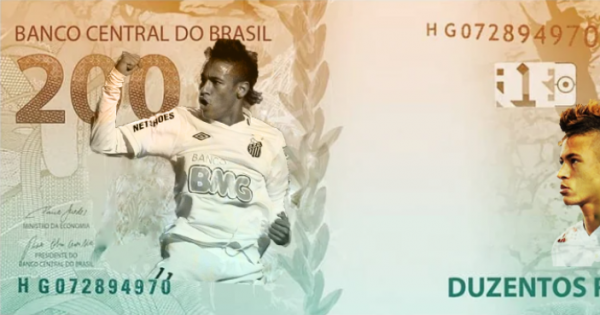 BANCO CENTRAL DO BRASIL
200
HG072894970
NETSHOES
BANCO
BMG
MINISTRO DA ECONOMIA
PRESIDENTE DO
BANCO CENTRAL DO BRASIL
HG072894970
DUZENTOS